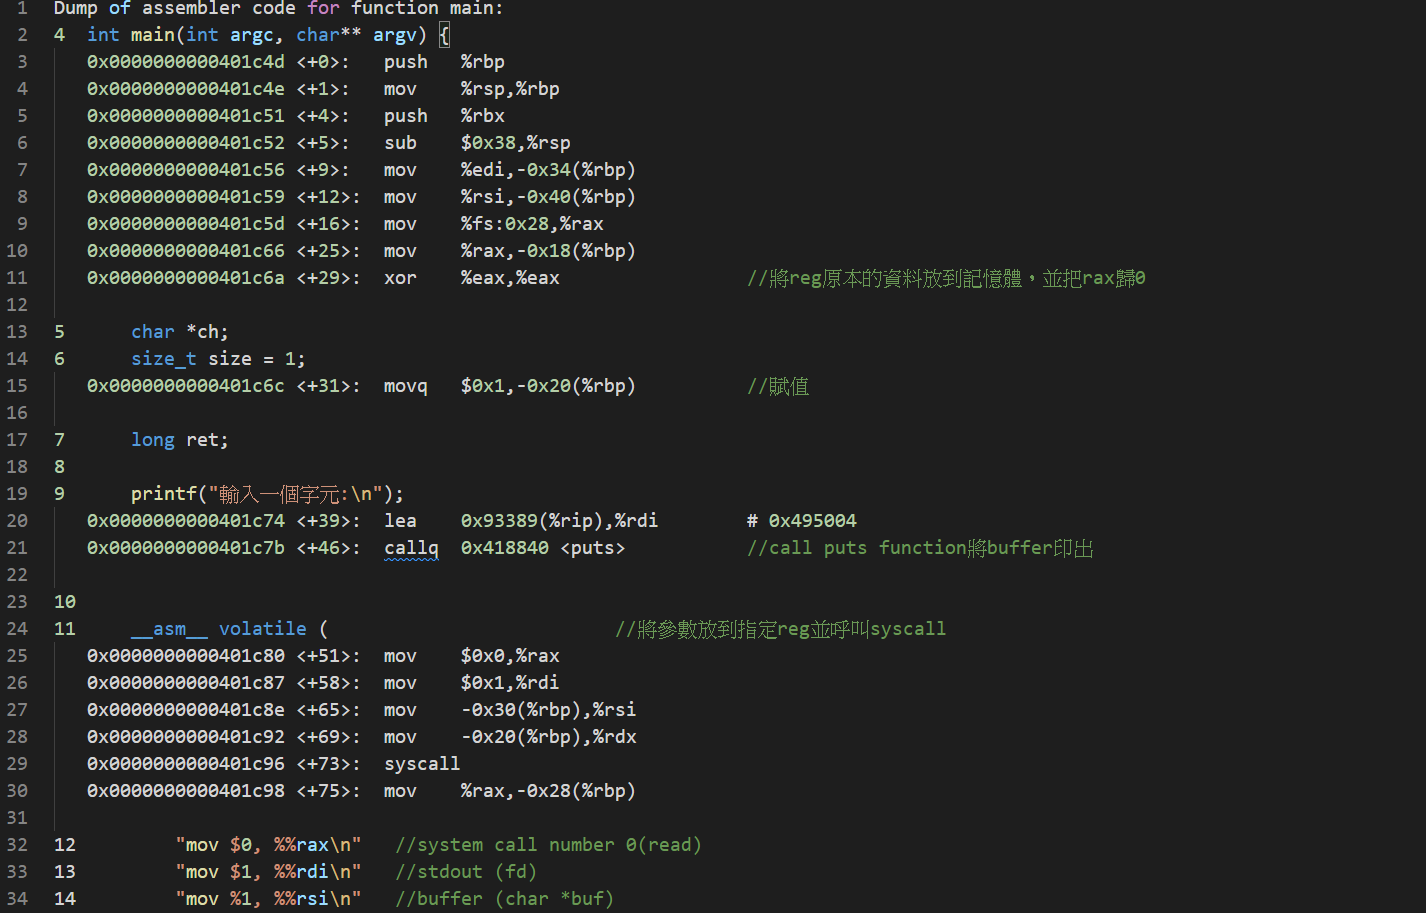 1 Dump of assembler code for function main:
2 4 int main(int argc, char** argv) {
3 0x0000000000401c4d <+0>: push %rbp
4 0x0000000000401c4e <+1>: mov %rsp,%rbp
5 0x0000000000401c51 <+4>: push %rbx
6 0x0000000000401c52 <+5>: sub $0x38,%rsp
7 0x0000000000401c56 <+9>: mov %edi,-0x34(%rbp)
8 0x0000000000401c59 <+12>: mov %rsi,-0x40(%rbp)
9 0x0000000000401c5d <+16>: mov %fs:0x28,%rax
10 0x0000000000401c66 <+25>: mov %rax,-0x18(%rbp)
11 0x0000000000401c6a <+29>: xor %eax,%eax //將reg原本的資料放到記憶體,並把rax歸0
12
13 5 char *ch;
14 6 size_t size = 1;
15 0x0000000000401c6c <+31>: movq $0x1,-0x20(%rbp) //賦值
16
17 7 long ret;
18 8
19 9 printf("輸入一個字元:\n");
20 0x0000000000401c74 <+39>: lea 0x93389(%rip),%rdi # 0x495004
21 0x0000000000401c7b <+46>: callq 0x418840 <puts> //call puts function將buffer印出
22
23 10
24 11 __asm__ volatile ( //將參數放到指定reg並呼叫syscall
25 0x0000000000401c80 <+51>: mov $0x0,%rax
26 0x0000000000401c87 <+58>: mov $0x1,%rdi
27 0x0000000000401c8e <+65>: mov -0x30(%rbp),%rsi
28 0x0000000000401c92 <+69>: mov -0x20(%rbp),%rdx
29 0x0000000000401c96 <+73>: syscall
30 0x0000000000401c98 <+75>: mov %rax,-0x28(%rbp)
31
32 12 "mov $0, %%rax\n" //system call number 0(read)
33 13 "mov $1, %%rdi\n" //stdout (fd)
34 14 "mov %1, %%rsi\n" //buffer (char *buf)